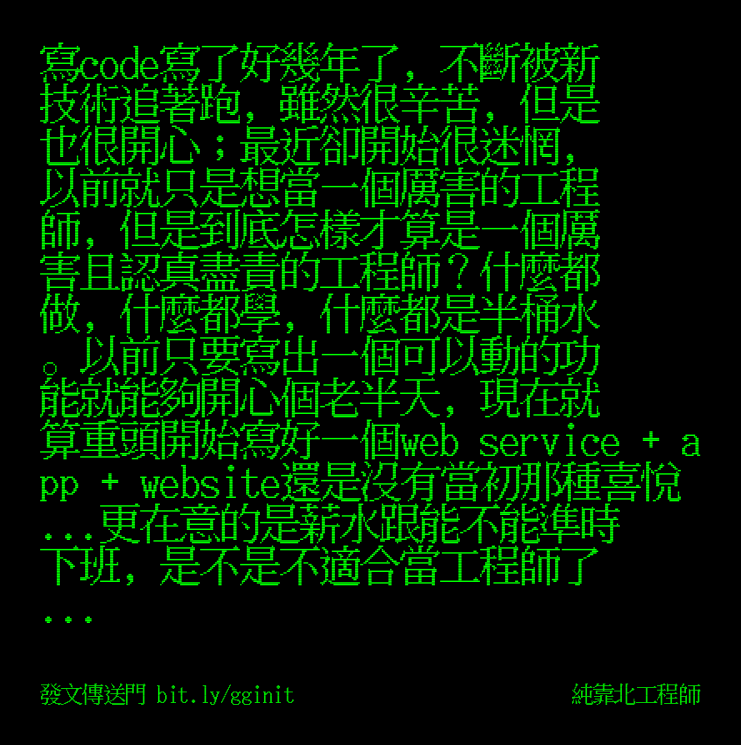 寫code寫了好幾年了, 不斷被新
技術追著跑, 雖然很辛苦, 但是
也很開心；最近卻開始很迷惘,
以前就只是想當一個厲害的工程
師, 但是到底怎樣才算是一個厲
害且認真盡責的工程師？什麼都
做, 什麼都學, 什麼都是半桶水
。以前只要寫出一個可以動的功
能就能夠開心個老半天, 現在就
算重頭開始寫好一個web service + a
pp + website還是沒有當初那種喜悅
...更在意的是薪水跟能不能準時
下班, 是不是不適合當工程師了
...
發文傳送門 bit.ly/gginit
純靠北工程師